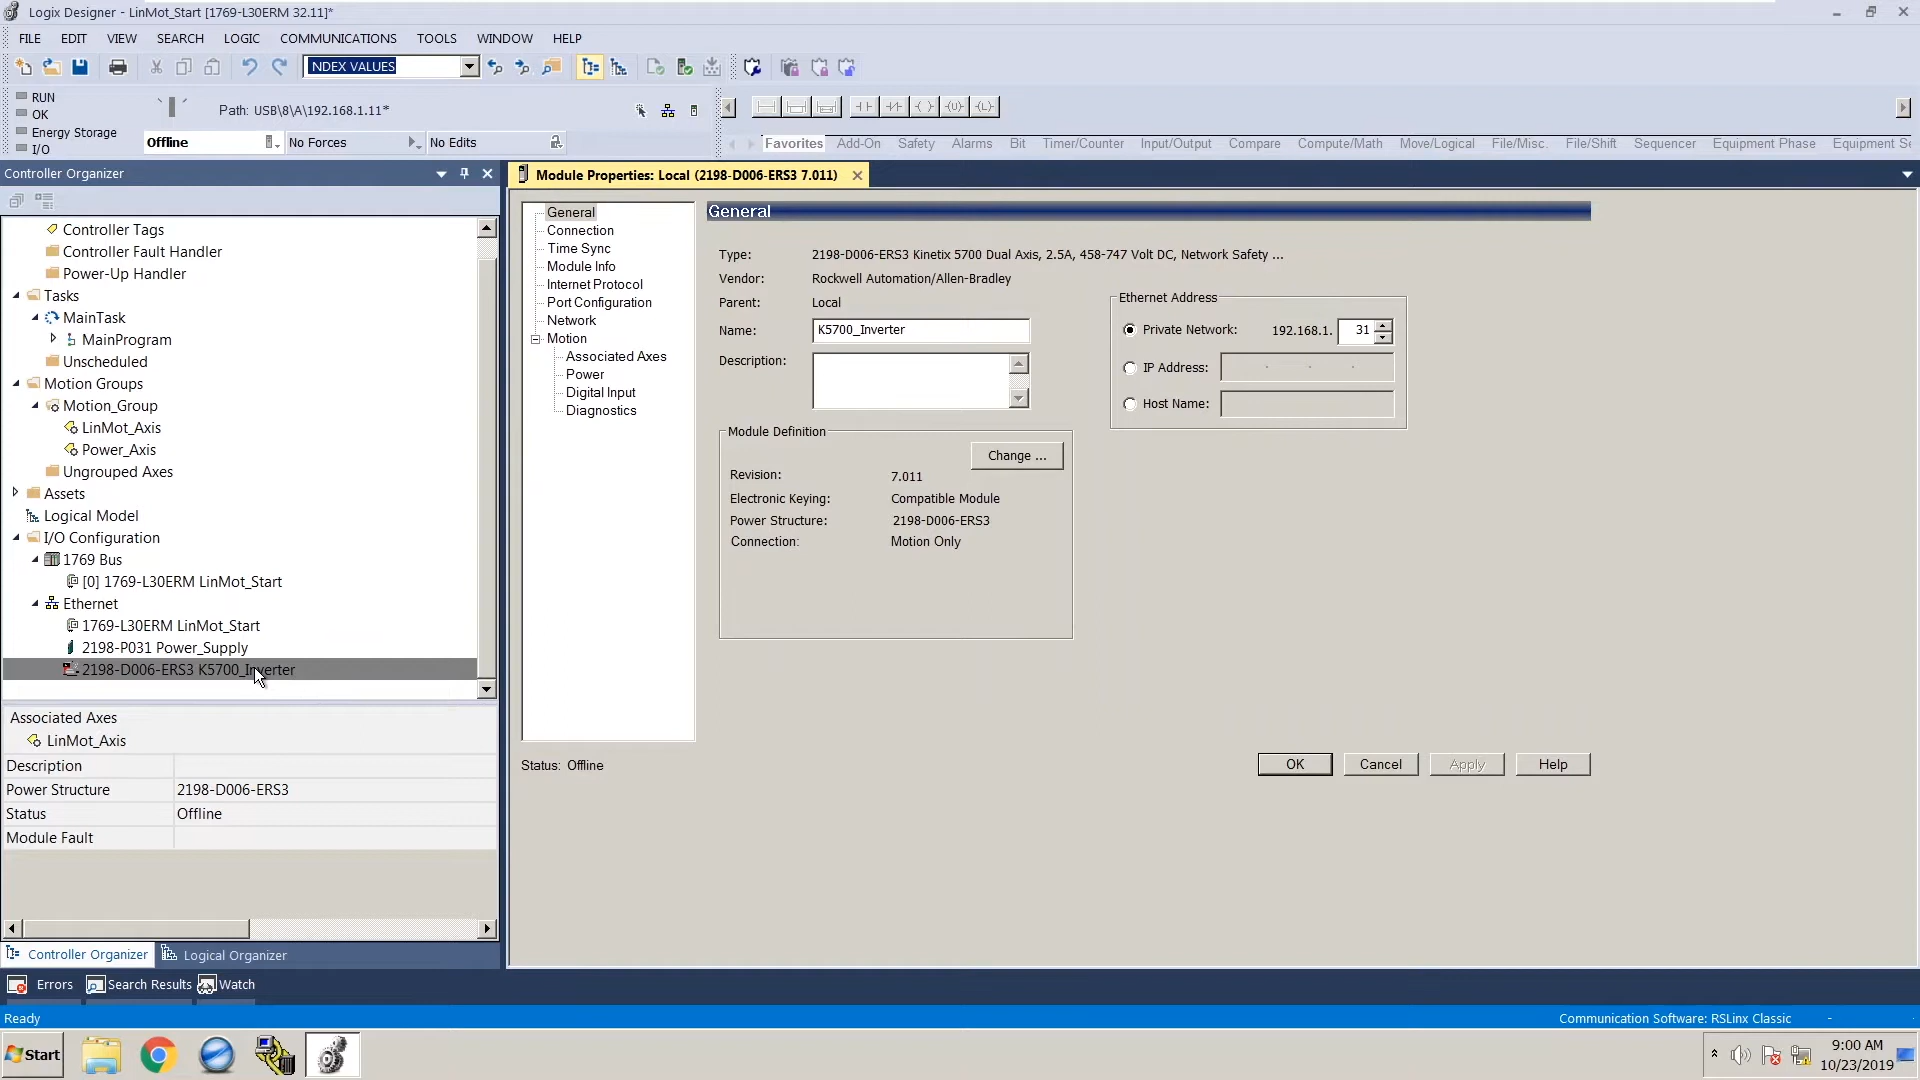 Logix Designer - LinMot_Start [1769-L30ERM 32.11]*
FILE EDIT VIEW SEARCH LOGIC COMMUNICATIONS TOOLS WINDOW HELP
NDEX VALUES
RUN
OK
Energy Storage
I/O
Path: USB\8\A\192.168.1.11*
Offline No Forces No Edits
Favorites Add-On Safety Alarms Bit Timer/Counter Input/Output Compare Compute/Math Move/Logical File/Misc. File/Shift Sequencer Equipment Phase Equipment Se
Controller Organizer
Controller Tags
Controller Fault Handler
Power-Up Handler
Tasks
MainTask
MainProgram
Unscheduled
Motion Groups
Motion_Group
LinMot_Axis
Power_Axis
Ungrouped Axes
Assets
Logical Model
I/O Configuration
1769 Bus
[0] 1769-L30ERM LinMot_Start
Ethernet
1769-L30ERM LinMot_Start
2198-P031 Power_Supply
2198-D006-ERS3 K5700_Inverter
Associated Axes
LinMot_Axis
Description
Power Structure 2198-D006-ERS3
Status Offline
Module Fault
Controller Organizer Logical Organizer
Module Properties: Local (2198-D006-ERS3 7.011)
General
Connection
Time Sync
Module Info
Internet Protocol
Port Configuration
Network
Motion
Associated Axes
Power
Digital Input
Diagnostics
General
Type: 2198-D006-ERS3 Kinetix 5700 Dual Axis, 2.5A, 458-747 Volt DC, Network Safety ...
Vendor: Rockwell Automation/Allen-Bradley
Parent: Local
Name: K5700_Inverter
Description:
Ethernet Address
Private Network: 192.168.1. 31
IP Address: . . .
Host Name:
Module Definition
Change ...
Revision: 7.011
Electronic Keying: Compatible Module
Power Structure: 2198-D006-ERS3
Connection: Motion Only
Status: Offline
OK Cancel Apply Help
Errors Search Results Watch
Ready
Communication Software: RSLinx Classic
Start
9:00 AM
10/23/2019